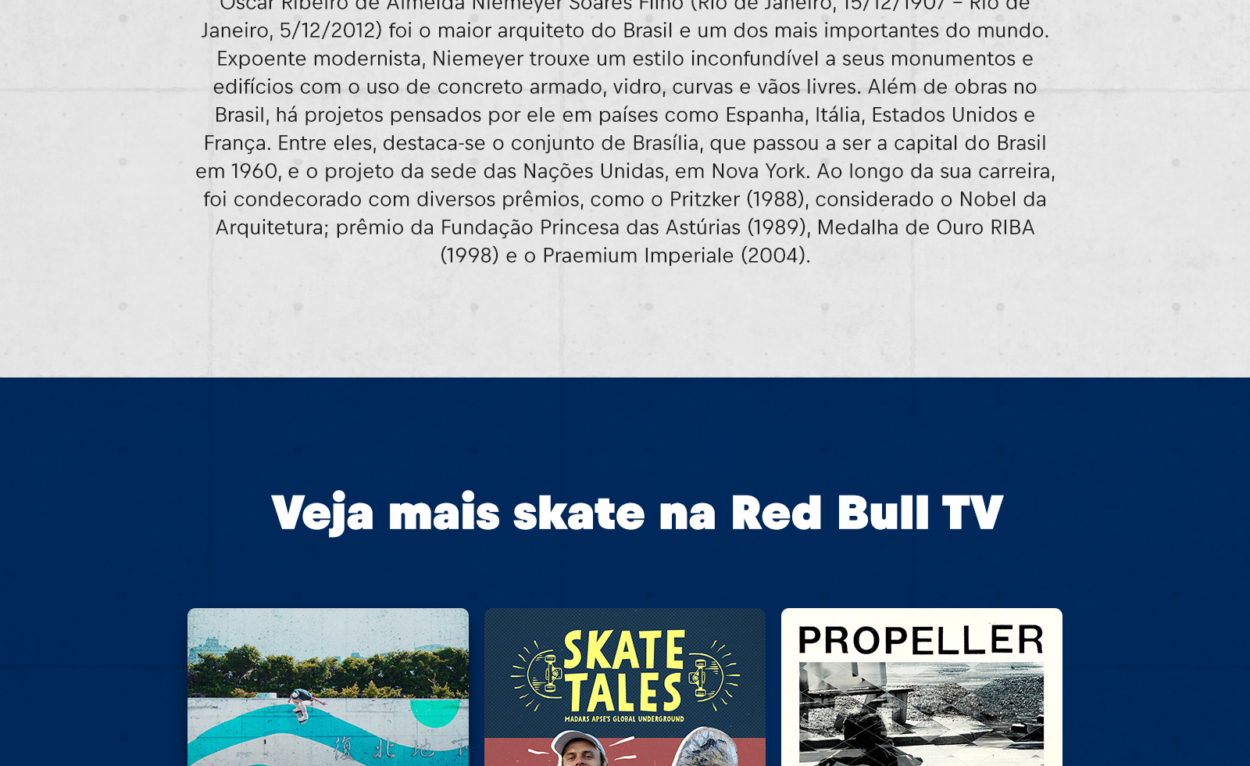 Oscar Ribeiro de Almeida Niemeyer Soares Filho (Rio de Janeiro, 15/12/1907 – Rio de
Janeiro, 5/12/2012) foi o maior arquiteto do Brasil e um dos mais importantes do mundo.
Expoente modernista, Niemeyer trouxe um estilo inconfundível a seus monumentos e
edifícios com o uso de concreto armado, vidro, curvas e vãos livres. Além de obras no
Brasil, há projetos pensados por ele em países como Espanha, Itália, Estados Unidos e
França. Entre eles, destaca-se o conjunto de Brasília, que passou a ser a capital do Brasil
em 1960, e o projeto da sede das Nações Unidas, em Nova York. Ao longo da sua carreira,
foi condecorado com diversos prêmios, como o Pritzker (1988), considerado o Nobel da
Arquitetura; prêmio da Fundação Princesa das Astúrias (1989), Medalha de Ouro RIBA
(1998) e o Praemium Imperiale (2004).
Veja mais skate na Red Bull TV
SKATE
TALES
MADARS APSE'S GLOBAL UNDERGROUND
PROPELLER